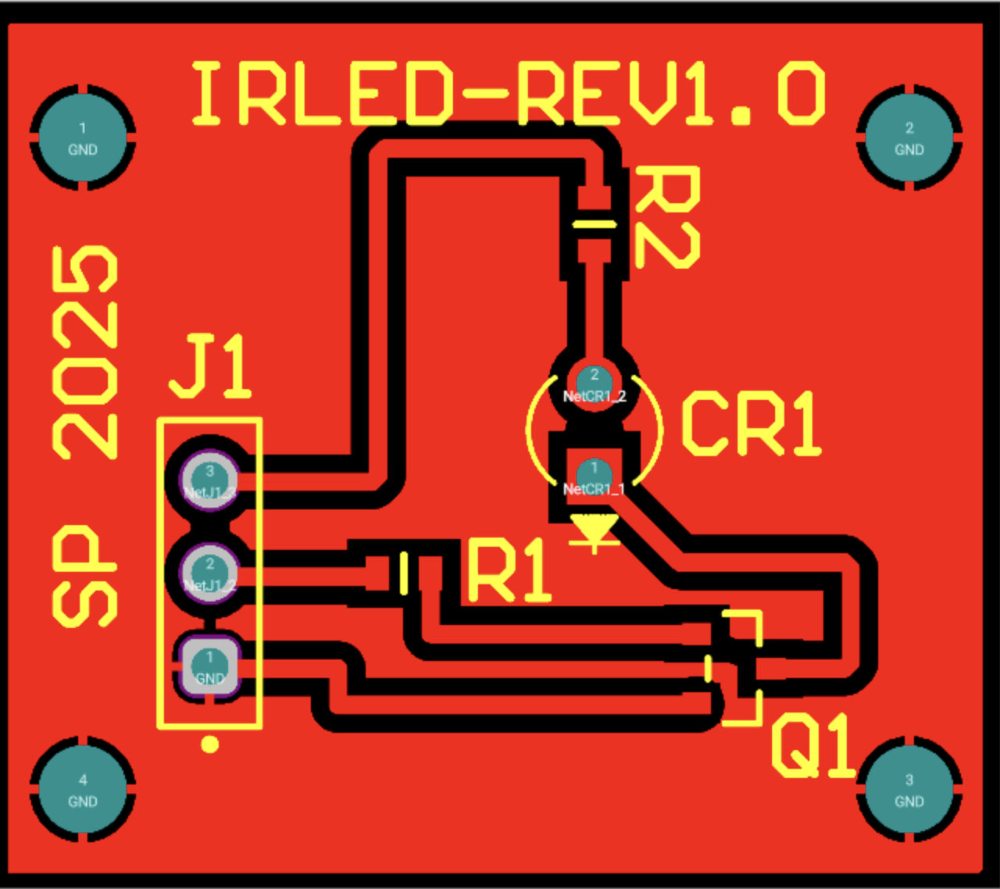 IRLED-REV1.0
1
GND
2
GND
R2
SP 2025
J1
2
NetCR1_2
CR1
3
NetJ1_3
1
NetCR1_1
R1
2
NetJ1_2
1
GND
Q1
4
GND
3
GND